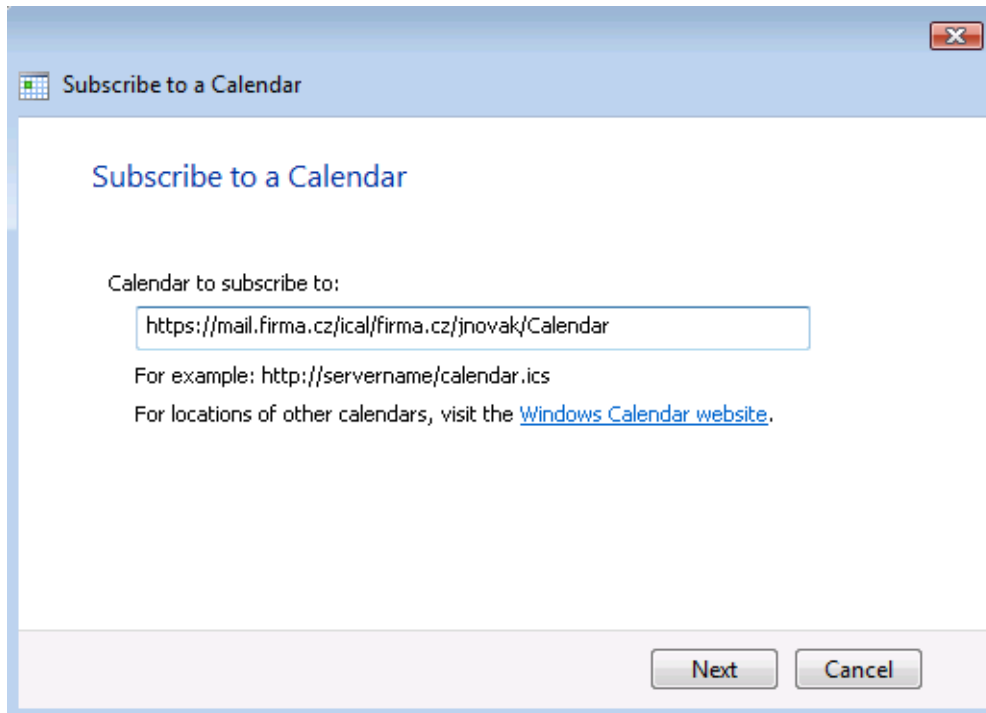 Subscribe to a Calendar
Subscribe to a Calendar
Calendar to subscribe to:
https://mail.firma.cz/ical/firma.cz/jnovak/Calendar
For example: http://servername/calendar.ics
For locations of other calendars, visit the Windows Calendar website.
Next Cancel